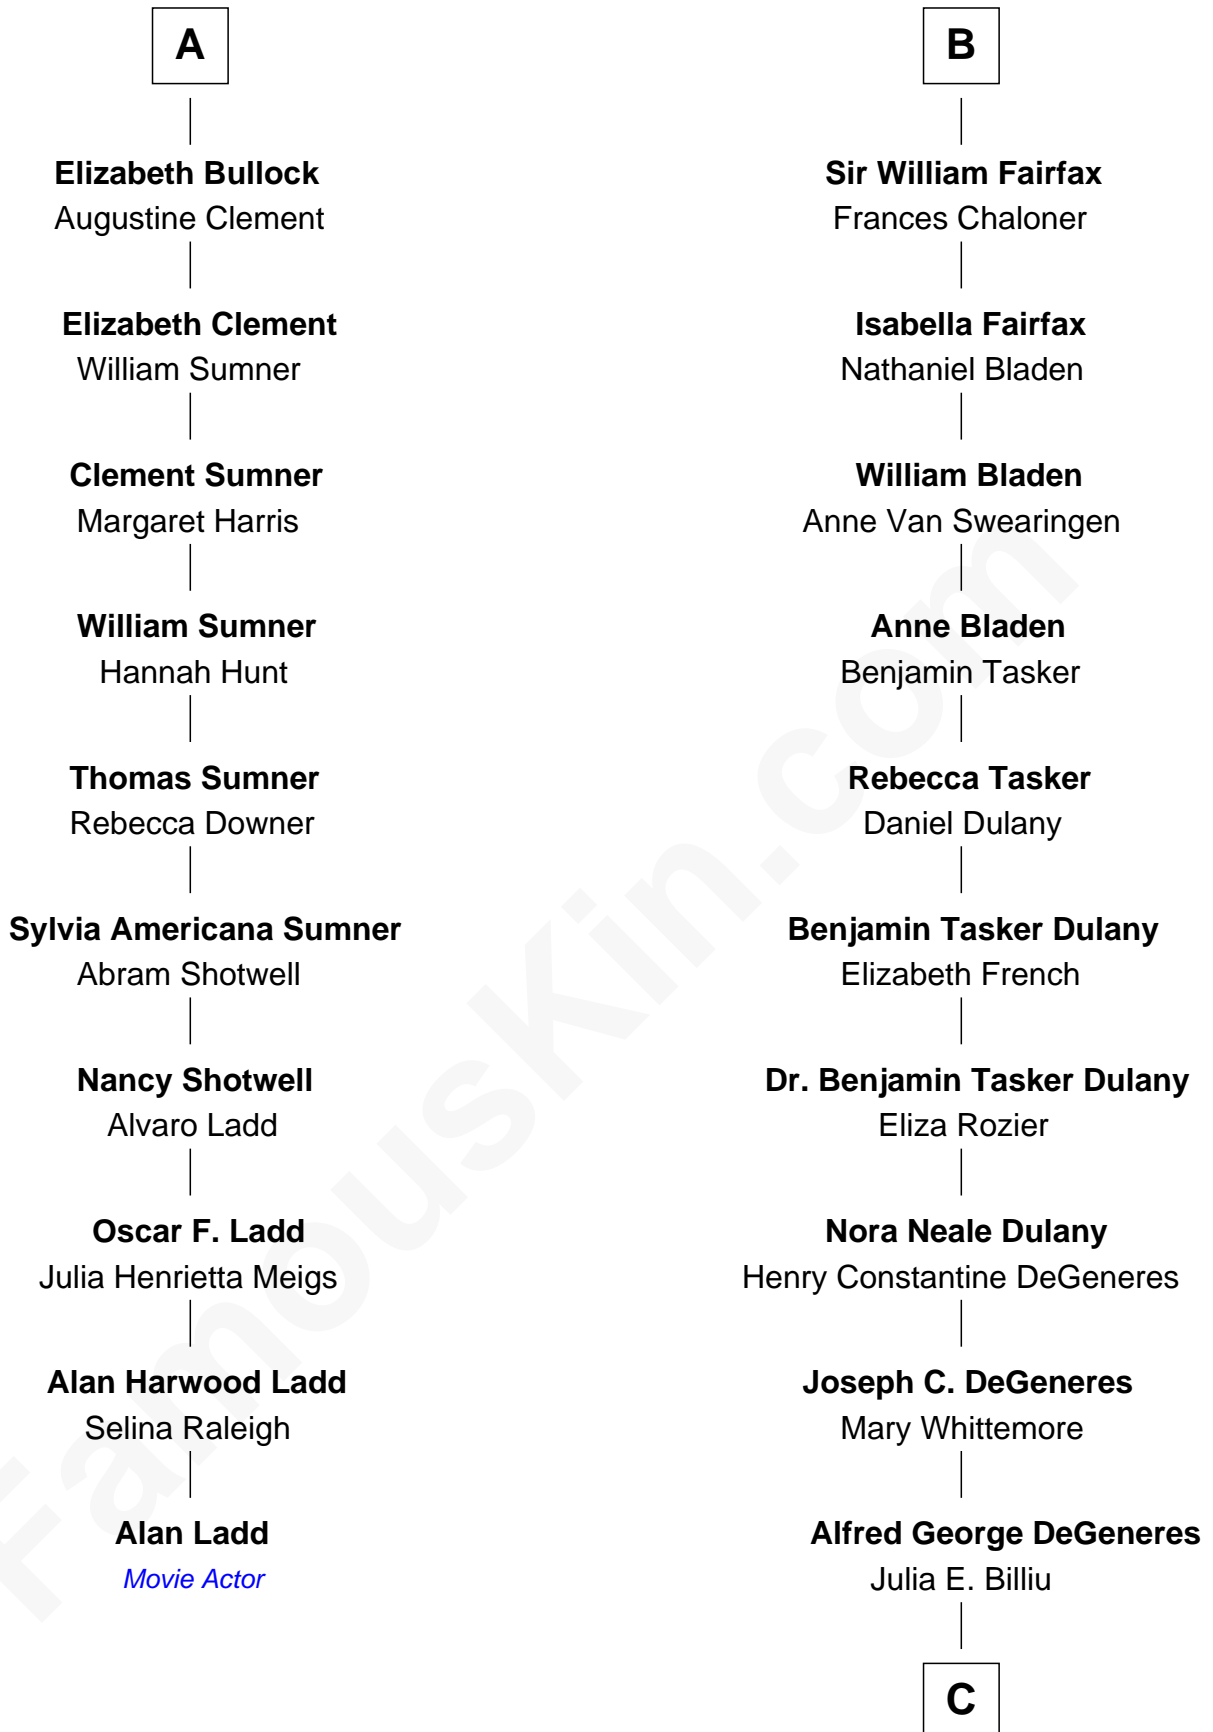 A
Elizabeth Bullock
Augustine Clement
Elizabeth Clement
William Sumner
Clement Sumner
Margaret Harris
William Sumner
Hannah Hunt
Thomas Sumner
Rebecca Downer
Sylvia Americana Sumner
Abram Shotwell
Nancy Shotwell
Alvaro Ladd
Oscar F. Ladd
Julia Henrietta Meigs
Alan Harwood Ladd
Selina Raleigh
Alan Ladd
Movie Actor
B
Sir William Fairfax
Frances Chaloner
Isabella Fairfax
Nathaniel Bladen
William Bladen
Anne Van Swearingen
Anne Bladen
Benjamin Tasker
Rebecca Tasker
Daniel Dulany
Benjamin Tasker Dulany
Elizabeth French
Dr. Benjamin Tasker Dulany
Eliza Rozier
Nora Neale Dulany
Henry Constantine DeGeneres
Joseph C. DeGeneres
Mary Whittemore
Alfred George DeGeneres
Julia E. Billiu
C
FamousKin.com